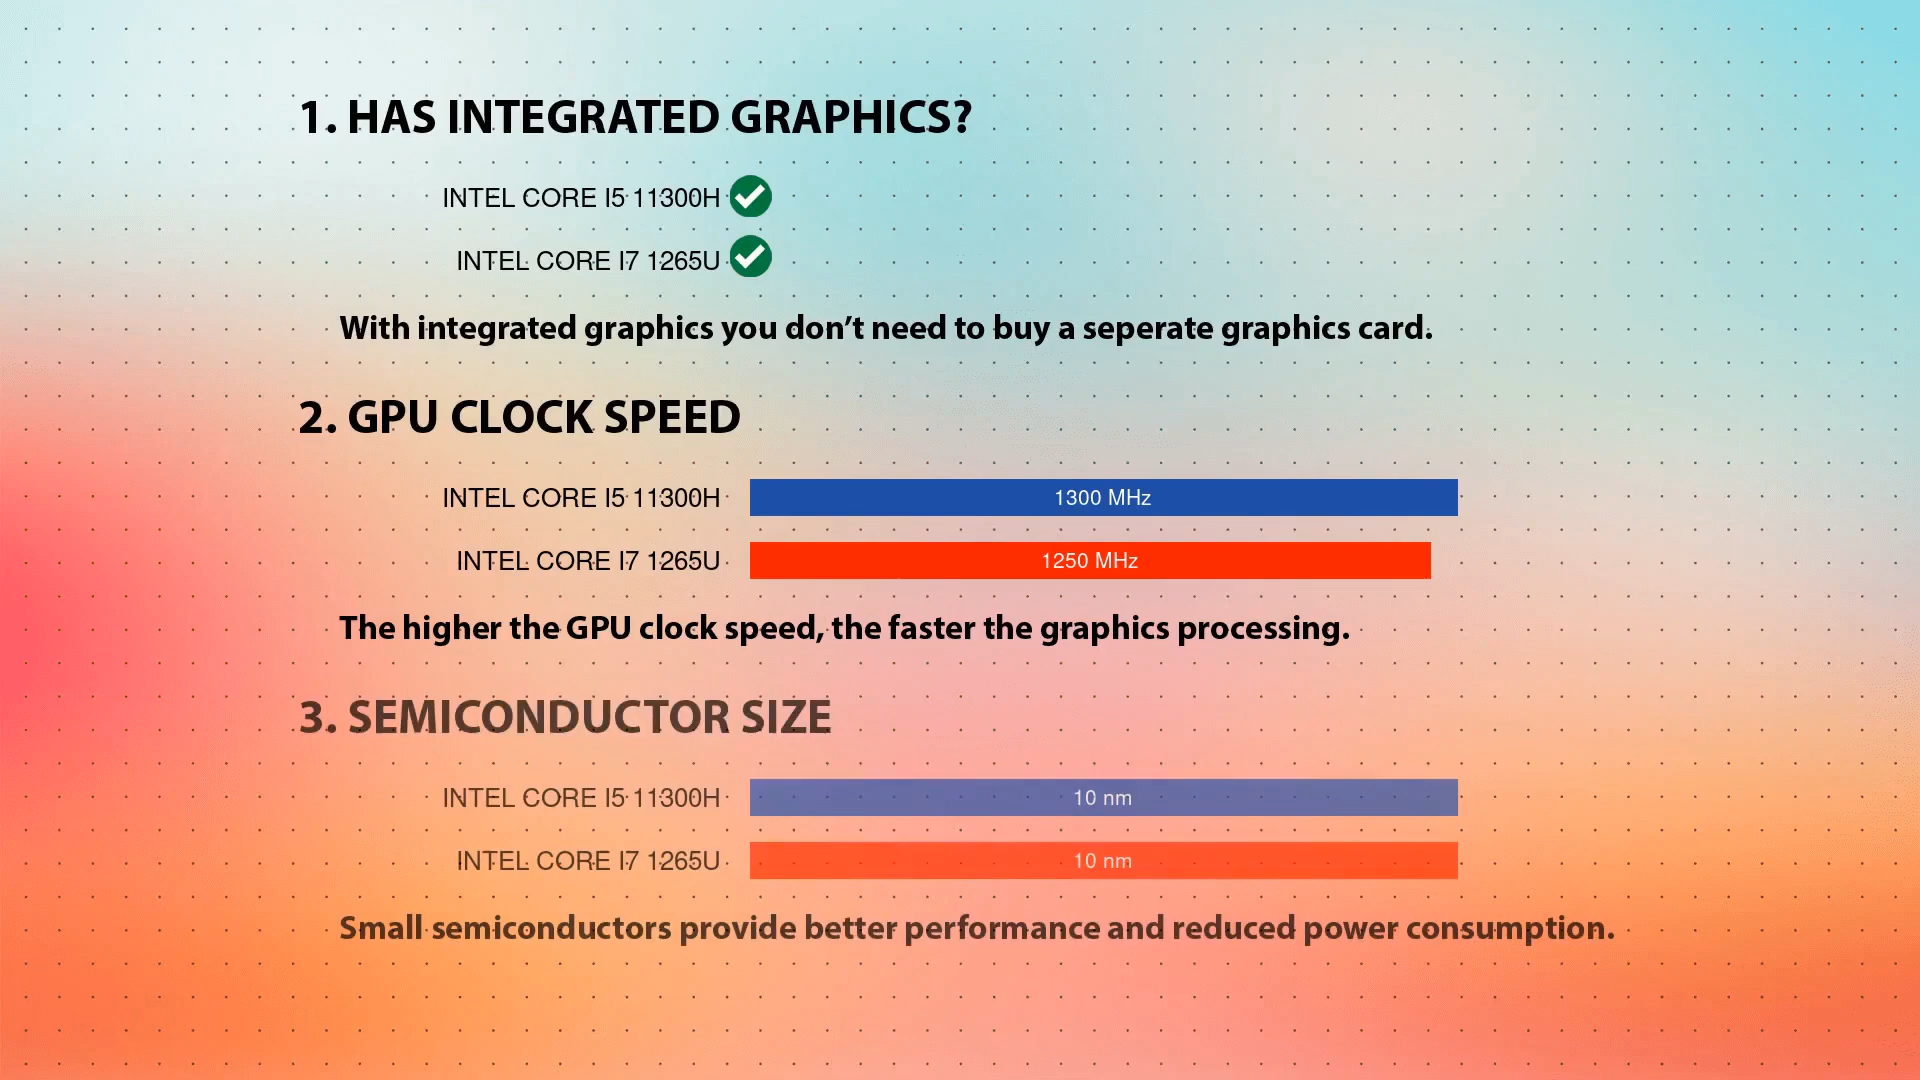 1. HAS INTEGRATED GRAPHICS?
INTEL CORE I5 11300H
INTEL CORE I7 1265U
With integrated graphics you don’t need to buy a seperate graphics card.
2. GPU CLOCK SPEED
INTEL CORE I5 11300H 1300 MHz
INTEL CORE I7 1265U 1250 MHz
The higher the GPU clock speed, the faster the graphics processing.
3. SEMICONDUCTOR SIZE
INTEL CORE I5 11300H 10 nm
INTEL CORE I7 1265U 10 nm
Small semiconductors provide better performance and reduced power consumption.